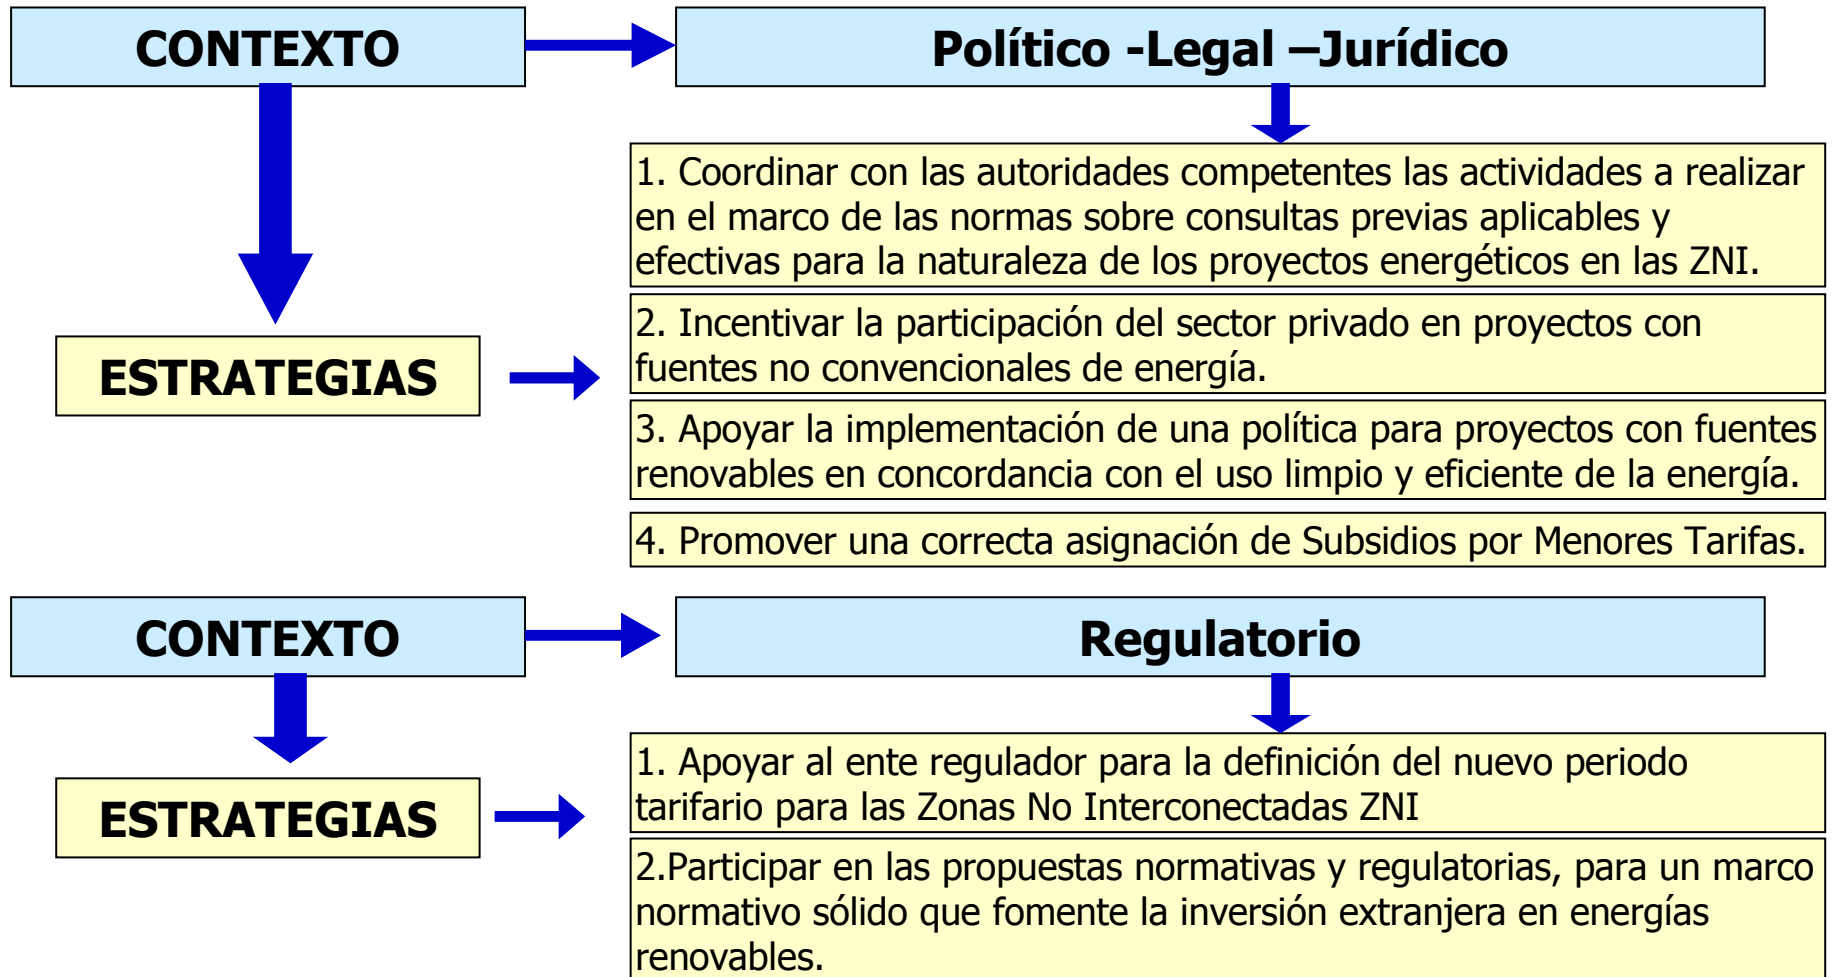 CONTEXTO
Político -Legal –Jurídico
1. Coordinar con las autoridades competentes las actividades a realizar
en el marco de las normas sobre consultas previas aplicables y
efectivas para la naturaleza de los proyectos energéticos en las ZNI.
2. Incentivar la participación del sector privado en proyectos con
fuentes no convencionales de energía.
ESTRATEGIAS
3. Apoyar la implementación de una política para proyectos con fuentes
renovables en concordancia con el uso limpio y eficiente de la energía.
4. Promover una correcta asignación de Subsidios por Menores Tarifas.
CONTEXTO
Regulatorio
1. Apoyar al ente regulador para la definición del nuevo periodo
tarifario para las Zonas No Interconectadas ZNI
ESTRATEGIAS
2.Participar en las propuestas normativas y regulatorias, para un marco
normativo sólido que fomente la inversión extranjera en energías
renovables.